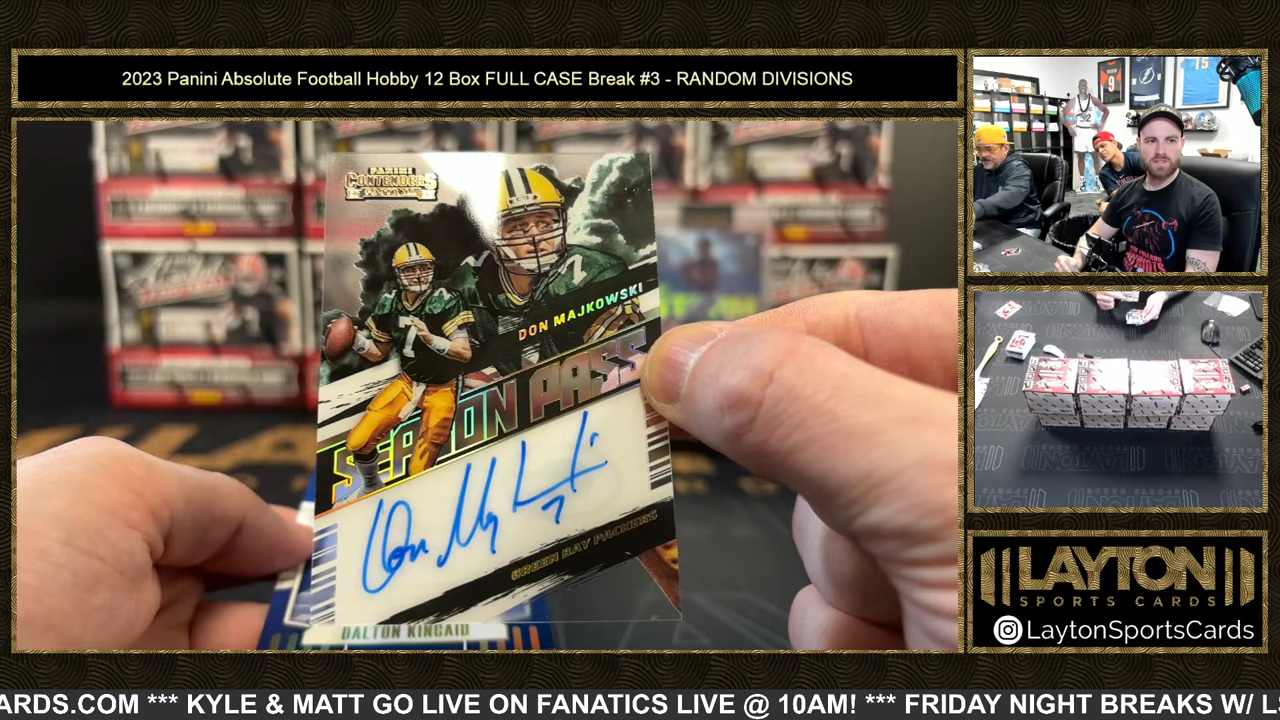 2023 Panini Absolute Football Hobby 12 Box FULL CASE Break #3 - RANDOM DIVISIONS
PANINI
CONTENDERS
DON MAJKOWSKI
7
SEASON PASS
7
GREEN BAY PACKERS
DALTON KINCAID
LAYTON
SPORTS CARDS
LaytonSportsCards
ARDS.COM *** KYLE & MATT GO LIVE ON FANATICS LIVE @ 10AM! *** FRIDAY NIGHT BREAKS W/ L